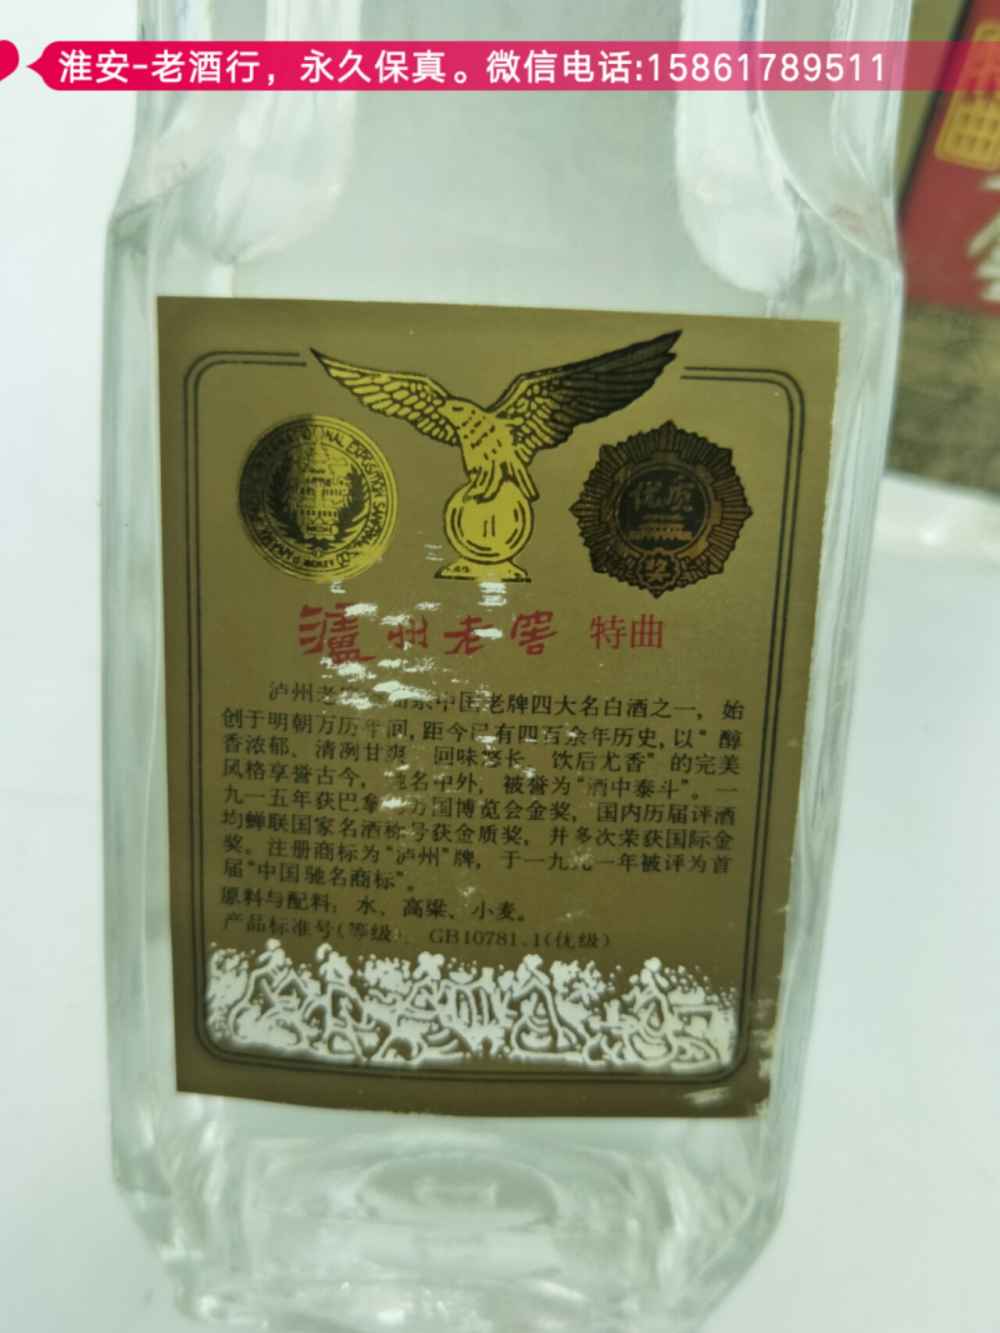 淮安-老酒行，永久保真。微信电话:15861789511
优质
奖
泸州老窖 特曲
泸州老 中国老牌四大名白酒之一，始
创于明朝万历年间，距今已有四百余年历史，以“醇
香浓郁、清冽甘爽、回味悠长、饮后尤香”的完美
风格享誉古今，驰名中外，被誉为“酒中泰斗”。一
九一五年获巴拿马万国博览会金奖，国内历届评酒
均蝉联国家名酒称号获金质奖，并多次荣获国际金
奖。注册商标为“泸州”牌，于一九九一年被评为首
届“中国驰名商标”。
原料与配料：水、高粱、小麦。
产品标准号(等级)：GB10781.1(优级)